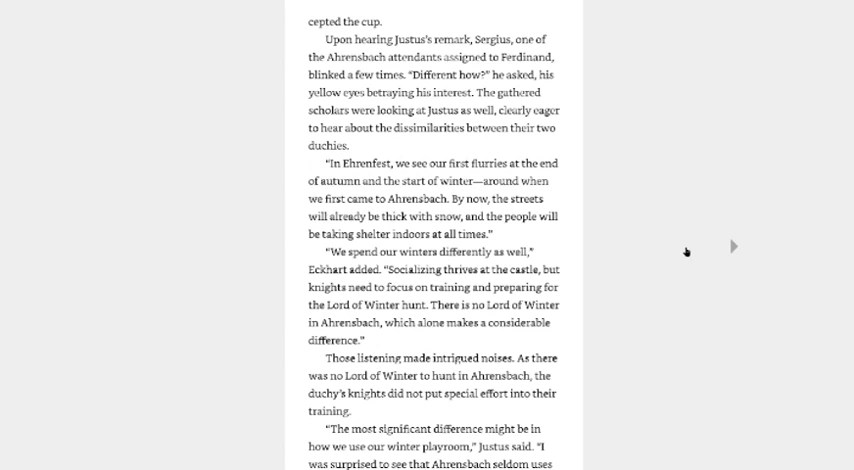 cepted the cup.
Upon hearing Justus’s remark, Sergius, one of
the Ahrensbach attendants assigned to Ferdinand,
blinked a few times. “Different how?” he asked, his
yellow eyes betraying his interest. The gathered
scholars were looking at Justus as well, clearly eager
to hear about the dissimilarities between their two
duchies.
“In Ehrenfest, we see our first flurries at the end
of autumn and the start of winter—around when
we first came to Ahrensbach. By now, the streets
will already be thick with snow, and the people will
be taking shelter indoors at all times.”
“We spend our winters differently as well,”
Eckhart added. “Socializing thrives at the castle, but
knights need to focus on training and preparing for
the Lord of Winter hunt. There is no Lord of Winter
in Ahrensbach, which alone makes a considerable
difference.”
Those listening made intrigued noises. As there
was no Lord of Winter to hunt in Ahrensbach, the
duchy’s knights did not put special effort into their
training.
“The most significant difference might be in
how we use our winter playroom,” Justus said. “I
was surprised to see that Ahrensbach seldom uses